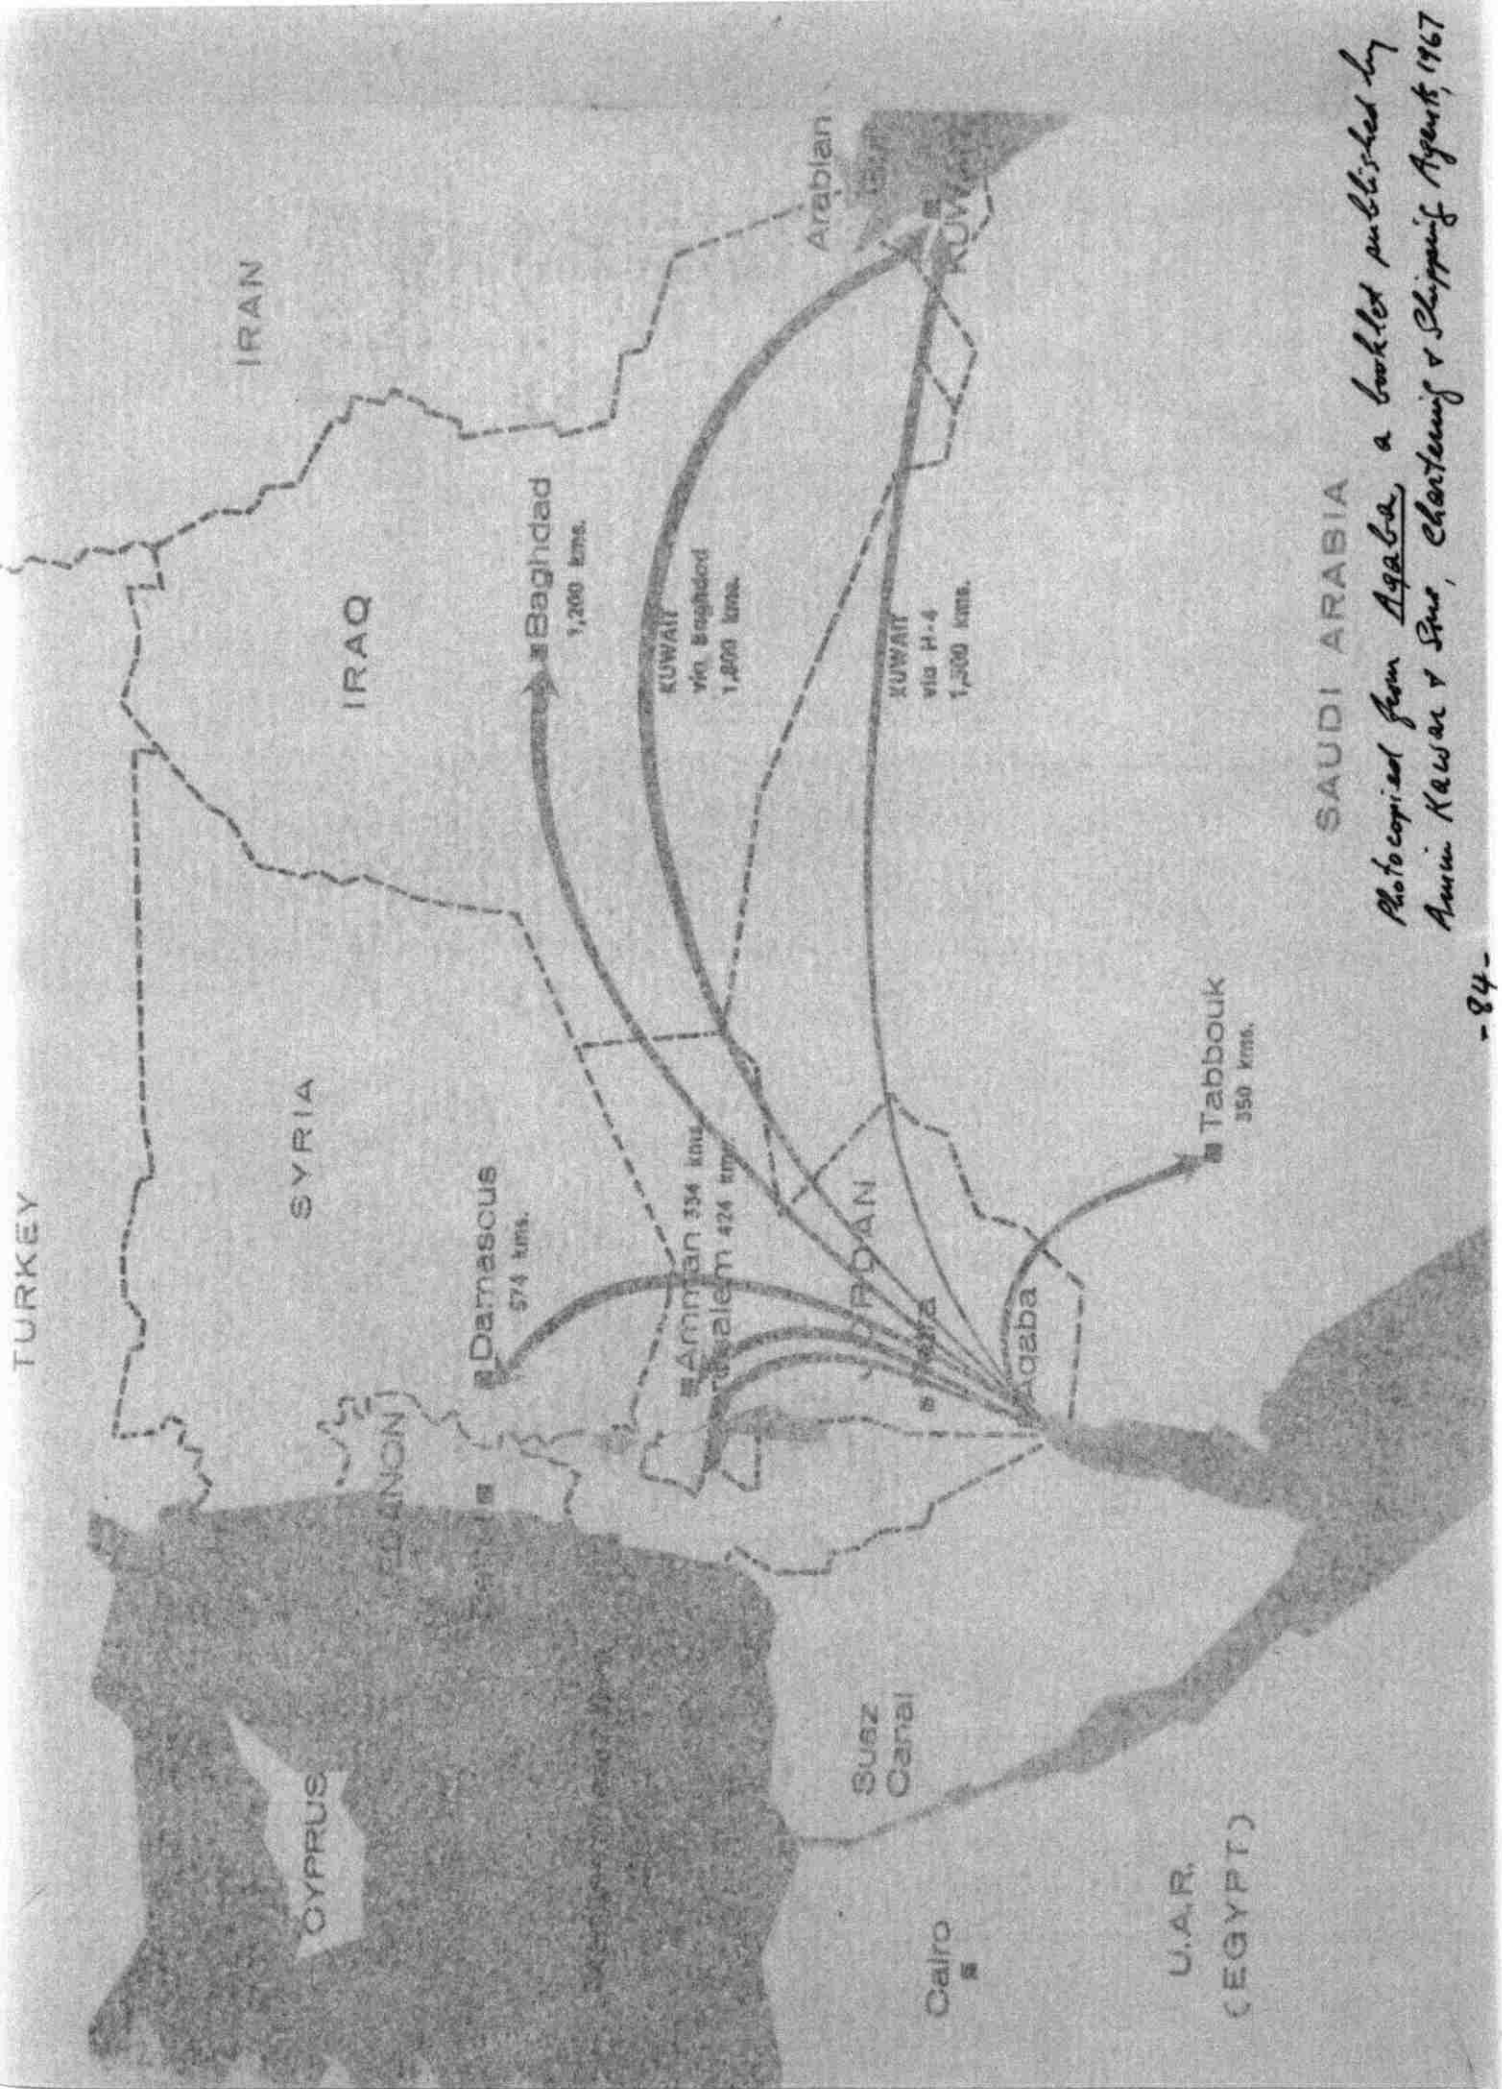 TURKEY
CYPRUS
SYRIA
IRAQ
IRAN
Damascus
574 kms.
Baghdad
1,200 kms.
Amman 334 kms.
424 kms.
KUWAIT
via Baghdad
1,800 kms.
Arabian
KUWAIT
via H-4
1,500 kms.
JORDAN
Suez
Canal
Cairo
Aqaba
Tabbouk
350 kms.
U.A.R.
(EGYPT)
SAUDI ARABIA
Photocopied from Aqaba, a booklet published by
Amin Kawar & Sons, Chartering & Shipping Agents, 1967
-84-